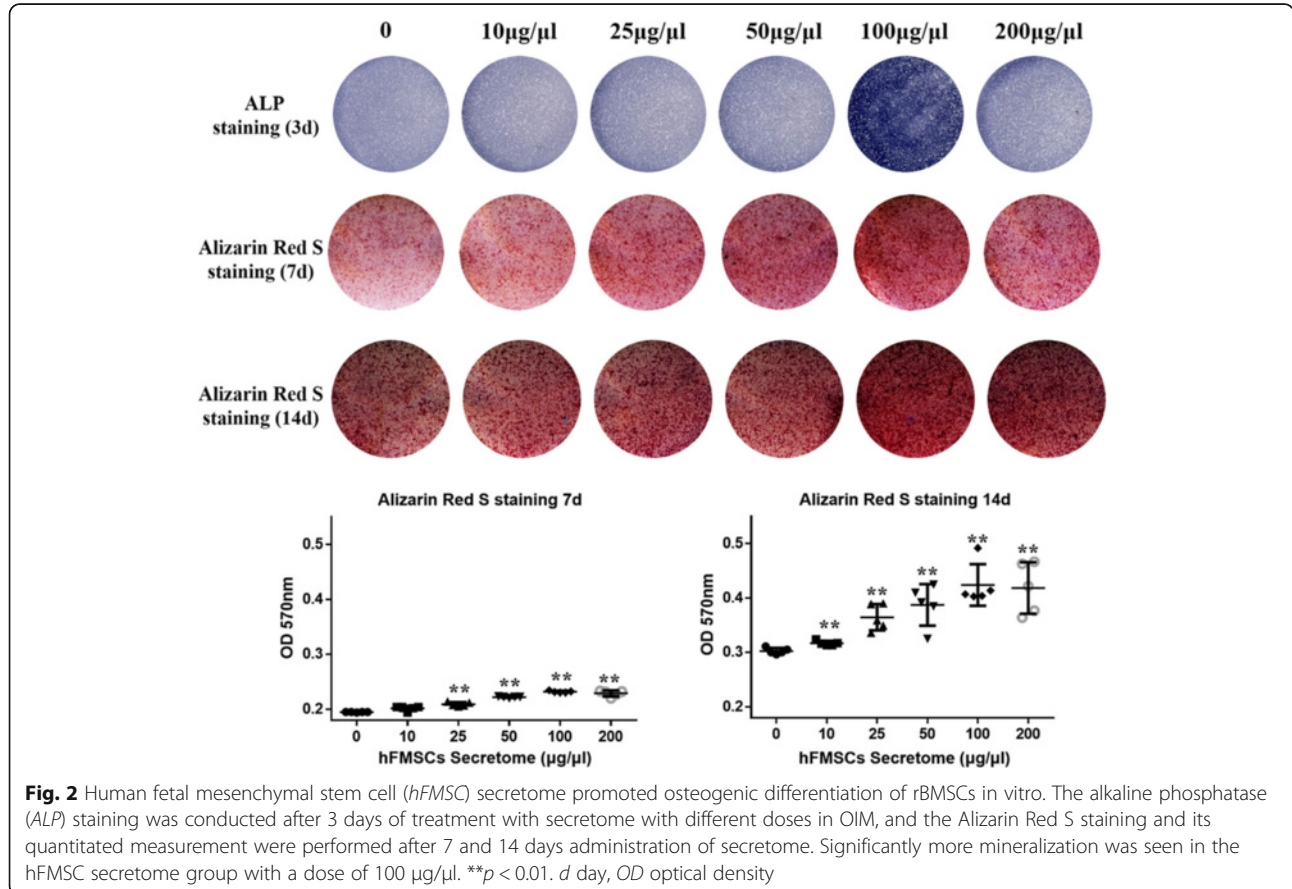 0 10µg/µl 25µg/µl 50µg/µl 100µg/µl 200µg/µl
ALP
staining (3d)
Alizarin Red S
staining (7d)
Alizarin Red S
staining (14d)
Alizarin Red S staining 7d
OD 570nm
0.5
0.4
0.3
0.2
** ** ** **
0 10 25 50 100 200
hFMSCs Secretome (µg/µl)
Alizarin Red S staining 14d
OD 570nm
0.5
0.4
0.3
0.2
** ** ** ** **
0 10 25 50 100 200
hFMSCs Secretome (µg/µl)
Fig. 2 Human fetal mesenchymal stem cell (hFMSC) secretome promoted osteogenic differentiation of rBMSCs in vitro. The alkaline phosphatase
(ALP) staining was conducted after 3 days of treatment with secretome with different doses in OIM, and the Alizarin Red S staining and its
quantitated measurement were performed after 7 and 14 days administration of secretome. Significantly more mineralization was seen in the
hFMSC secretome group with a dose of 100 µg/µl. **p < 0.01. d day, OD optical density